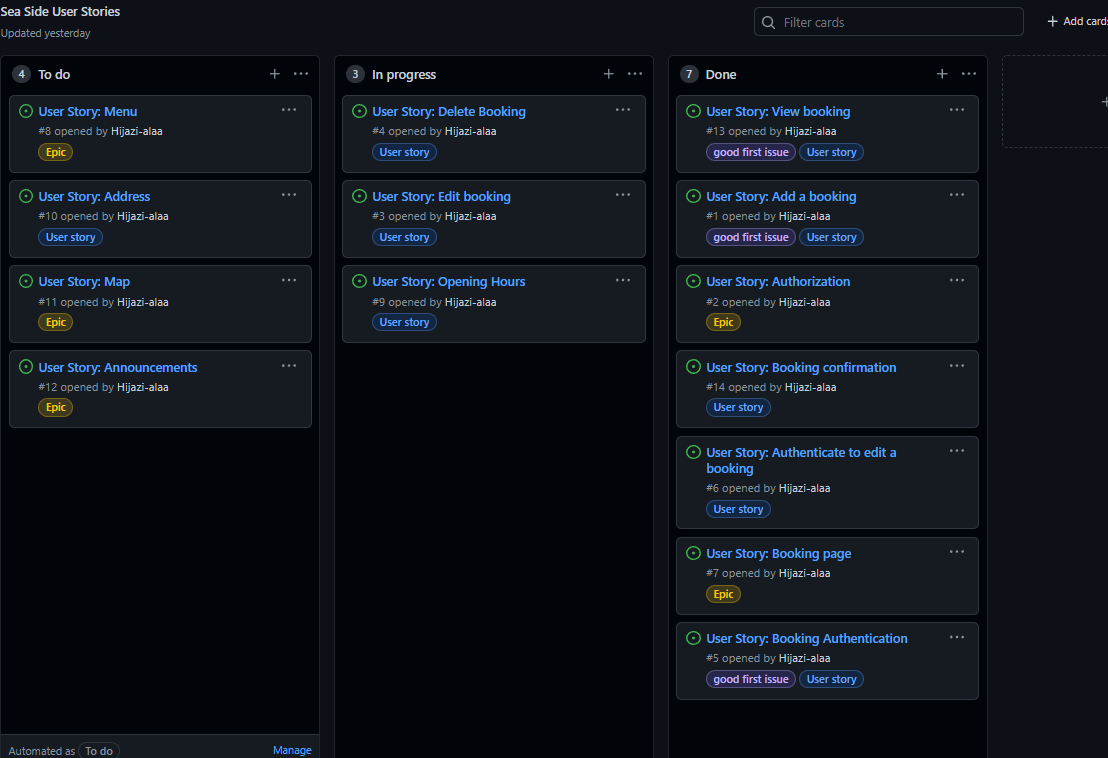 Sea Side User Stories
Updated yesterday
Filter cards
Add cards
4 To do
User Story: Menu
#8 opened by Hijazi-alaa
Epic
User Story: Address
#10 opened by Hijazi-alaa
User story
User Story: Map
#11 opened by Hijazi-alaa
Epic
User Story: Announcements
#12 opened by Hijazi-alaa
Epic
Automated as To do
Manage
3 In progress
User Story: Delete Booking
#4 opened by Hijazi-alaa
User story
User Story: Edit booking
#3 opened by Hijazi-alaa
User story
User Story: Opening Hours
#9 opened by Hijazi-alaa
User story
7 Done
User Story: View booking
#13 opened by Hijazi-alaa
good first issue User story
User Story: Add a booking
#1 opened by Hijazi-alaa
good first issue User story
User Story: Authorization
#2 opened by Hijazi-alaa
Epic
User Story: Booking confirmation
#14 opened by Hijazi-alaa
User story
User Story: Authenticate to edit a
booking
#6 opened by Hijazi-alaa
User story
User Story: Booking page
#7 opened by Hijazi-alaa
Epic
User Story: Booking Authentication
#5 opened by Hijazi-alaa
good first issue User story